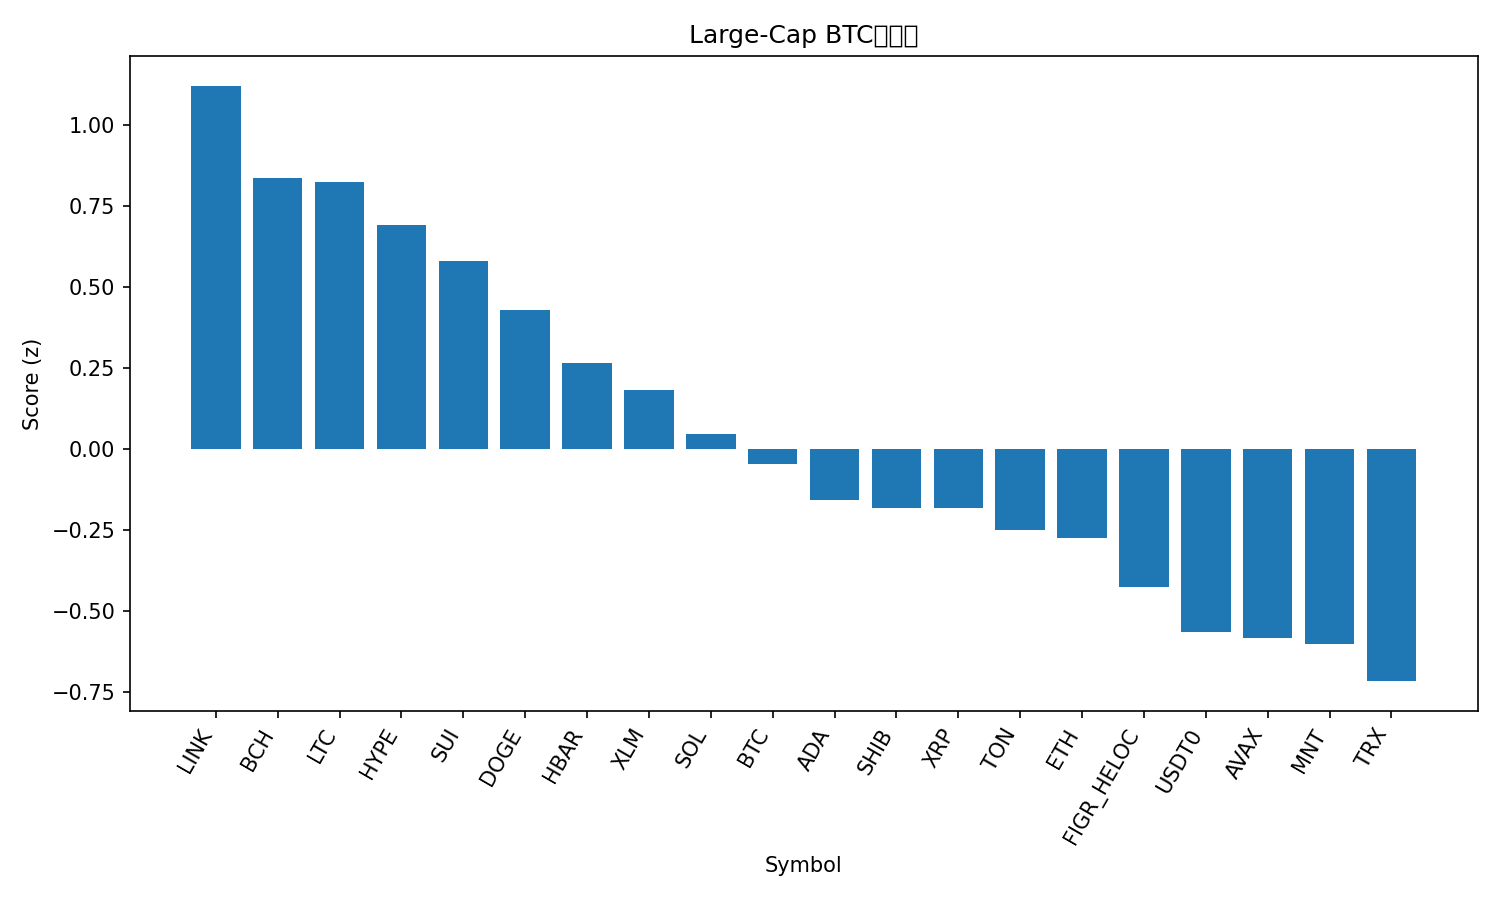 Large-Cap BTC
Score (z)
1.00
0.75
0.50
0.25
0.00
−0.25
−0.50
−0.75
LINK
BCH
LTC
HYPE
SUI
DOGE
HBAR
XLM
SOL
BTC
ADA
SHIB
XRP
TON
ETH
FIGR_HELOC
USDT0
AVAX
MNT
TRX
Symbol